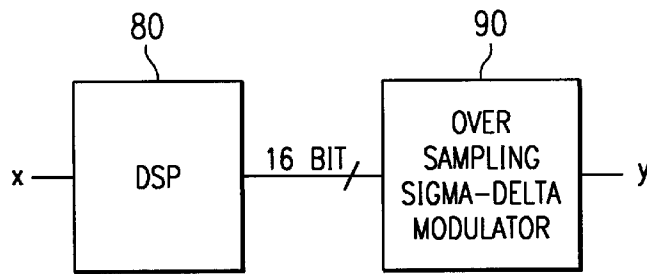 80
90
x
DSP
16 BIT
OVER
SAMPLING
SIGMA-DELTA
MODULATOR
y